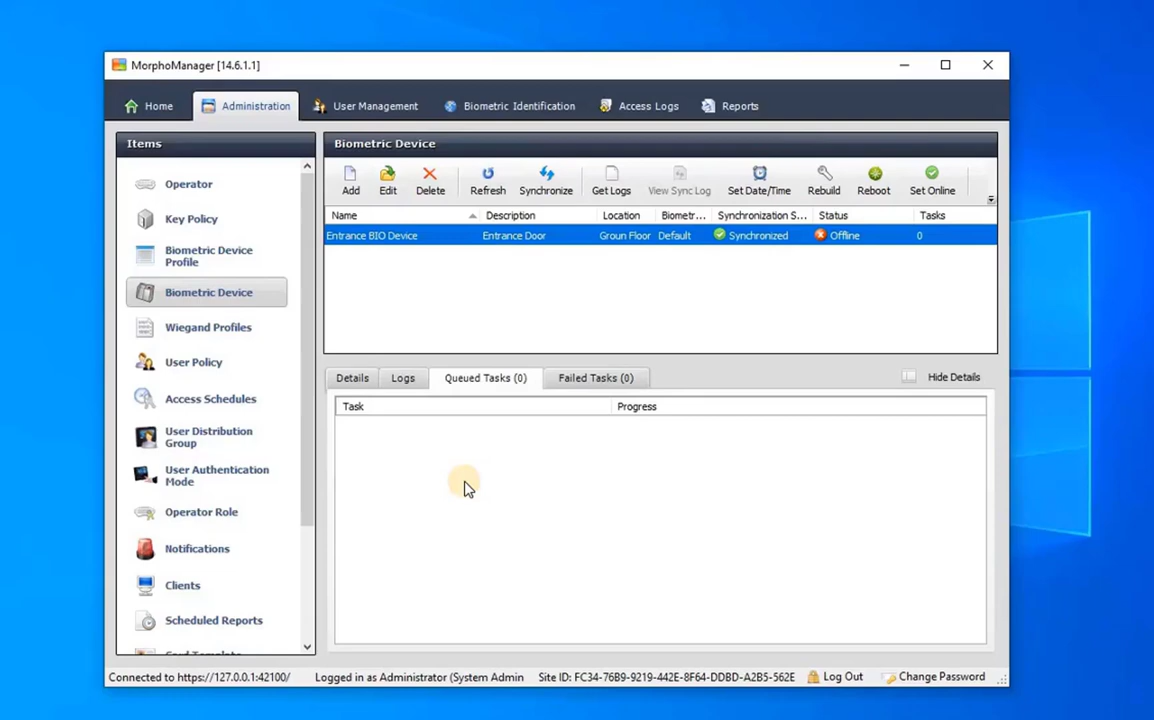 MorphoManager [14.6.1.1]
Home Administration User Management Biometric Identification Access Logs Reports
Items
Operator
Key Policy
Biometric Device
Profile
Biometric Device
Wiegand Profiles
User Policy
Access Schedules
User Distribution
Group
User Authentication
Mode
Operator Role
Notifications
Clients
Scheduled Reports
Card Template
Biometric Device
Add Edit Delete Refresh Synchronize Get Logs View Sync Log Set Date/Time Rebuild Reboot Set Online
Name Description Location Biometr... Synchronization S... Status Tasks
Entrance BIO Device Entrance Door Groun Floor Default Synchronized Offline 0
Details Logs Queued Tasks (0) Failed Tasks (0) Hide Details
Task Progress
Connected to https://127.0.0.1:42100/ Logged in as Administrator (System Admin Site ID: FC34-76B9-9219-442E-8F64-DDBD-A2B5-562E Log Out Change Password